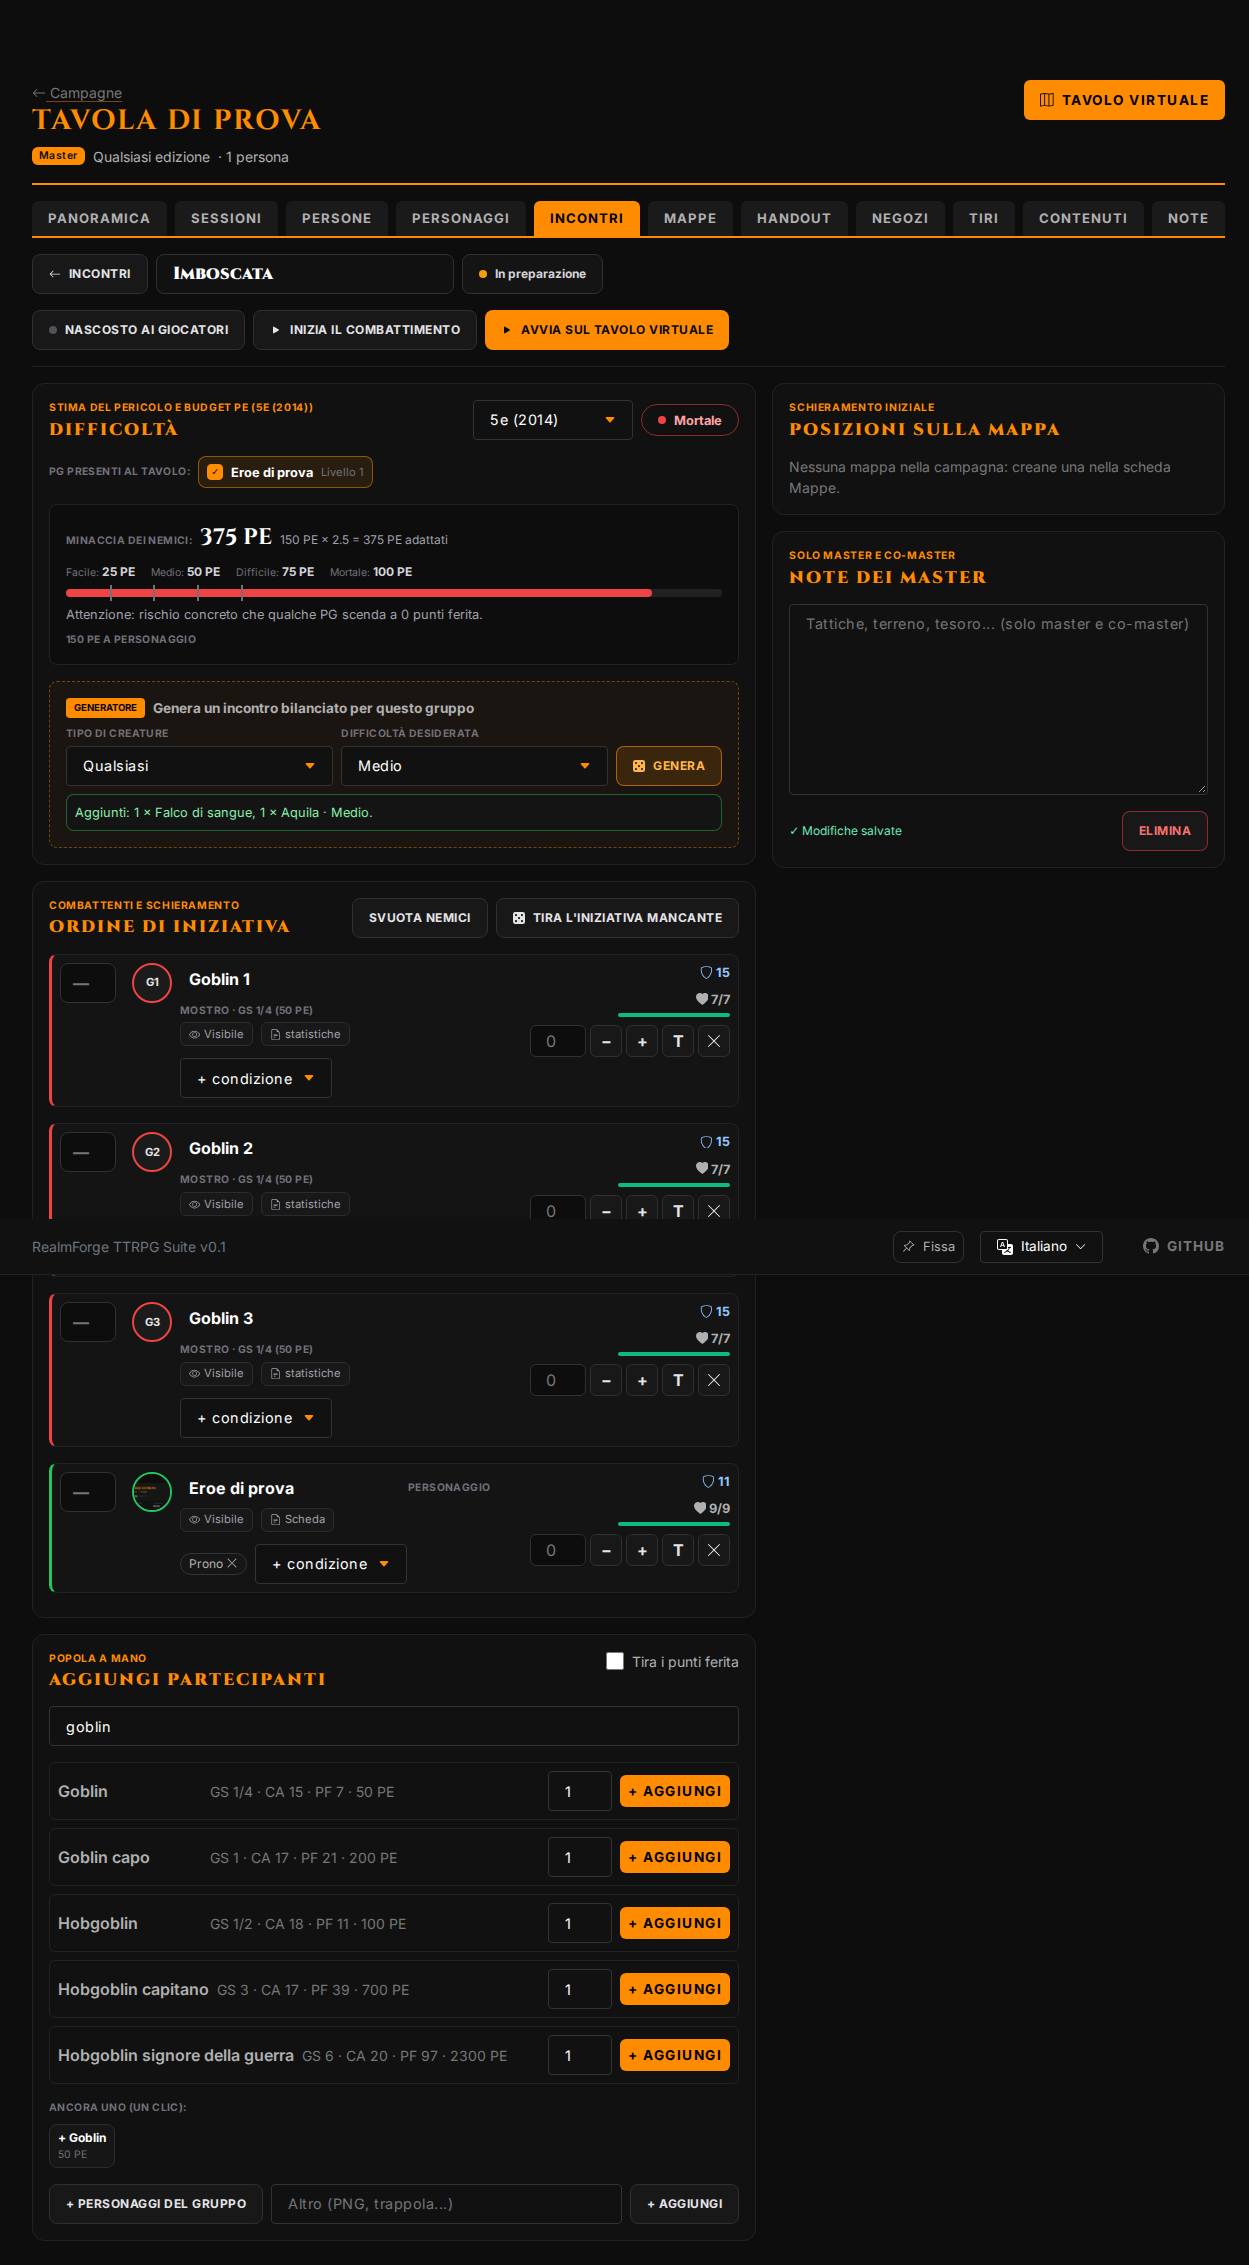 ← Campagne
TAVOLA DI PROVA
TAVOLO VIRTUALE
Master Qualsiasi edizione · 1 persona
PANORAMICA SESSIONI PERSONE PERSONAGGI INCONTRI MAPPE HANDOUT NEGOZI TIRI CONTENUTI NOTE
← INCONTRI Imboscata In preparazione
NASCOSTO AI GIOCATORI INIZIA IL COMBATTIMENTO AVVIA SUL TAVOLO VIRTUALE
STIMA DEL PERICOLO E BUDGET PE (5E (2014))
DIFFICOLTÀ
5e (2014) Mortale
PG PRESENTI AL TAVOLO: ✓ Eroe di prova Livello 1
MINACCIA DEI NEMICI: 375 PE 150 PE × 2.5 = 375 PE adattati
Facile: 25 PE Medio: 50 PE Difficile: 75 PE Mortale: 100 PE
Attenzione: rischio concreto che qualche PG scenda a 0 punti ferita.
150 PE A PERSONAGGIO
GENERATORE Genera un incontro bilanciato per questo gruppo
TIPO DI CREATURE DIFFICOLTÀ DESIDERATA
Qualsiasi Medio GENERA
Aggiunti: 1 × Falco di sangue, 1 × Aquila · Medio.
SCHIERAMENTO INIZIALE
POSIZIONI SULLA MAPPA
Nessuna mappa nella campagna: creane una nella scheda
Mappe.
SOLO MASTER E CO-MASTER
NOTE DEI MASTER
Tattiche, terreno, tesoro... (solo master e co-master)
✓ Modifiche salvate ELIMINA
COMBATTENTI E SCHIERAMENTO
ORDINE DI INIZIATIVA
SVUOTA NEMICI TIRA L'INIZIATIVA MANCANTE
— G1 Goblin 1 15
MOSTRO · GS 1/4 (50 PE) 7/7
Visibile statistiche 0 − + T
+ condizione
— G2 Goblin 2 15
MOSTRO · GS 1/4 (50 PE) 7/7
Visibile statistiche 0 − + T
RealmForge TTRPG Suite v0.1 Fissa Italiano GITHUB
— G3 Goblin 3 15
MOSTRO · GS 1/4 (50 PE) 7/7
Visibile statistiche 0 − + T
+ condizione
— Eroe di prova PERSONAGGIO 11
Visibile Scheda 9/9
Prono + condizione 0 − + T
POPOLA A MANO
AGGIUNGI PARTECIPANTI
Tira i punti ferita
goblin
Goblin GS 1/4 · CA 15 · PF 7 · 50 PE 1 + AGGIUNGI
Goblin capo GS 1 · CA 17 · PF 21 · 200 PE 1 + AGGIUNGI
Hobgoblin GS 1/2 · CA 18 · PF 11 · 100 PE 1 + AGGIUNGI
Hobgoblin capitano GS 3 · CA 17 · PF 39 · 700 PE 1 + AGGIUNGI
Hobgoblin signore della guerra GS 6 · CA 20 · PF 97 · 2300 PE 1 + AGGIUNGI
ANCORA UNO (UN CLIC):
+ Goblin
50 PE
+ PERSONAGGI DEL GRUPPO Altro (PNG, trappola...) + AGGIUNGI